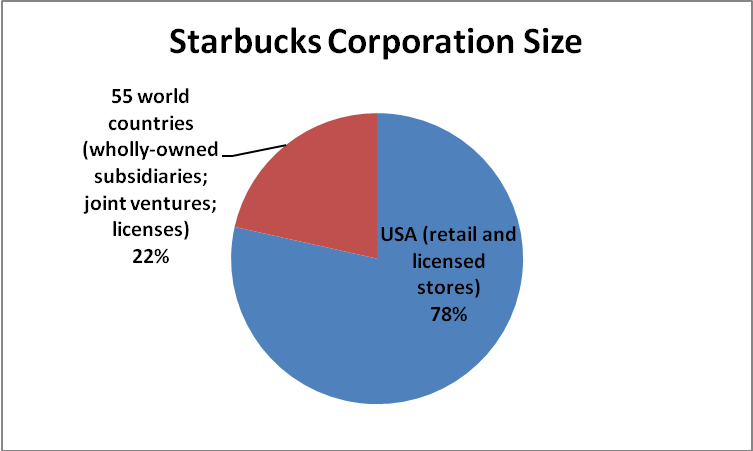 Starbucks Corporation Size
55 world
countries
(wholly-owned
subsidiaries;
joint ventures;
licenses)
22%
USA (retail and
licensed
stores)
78%